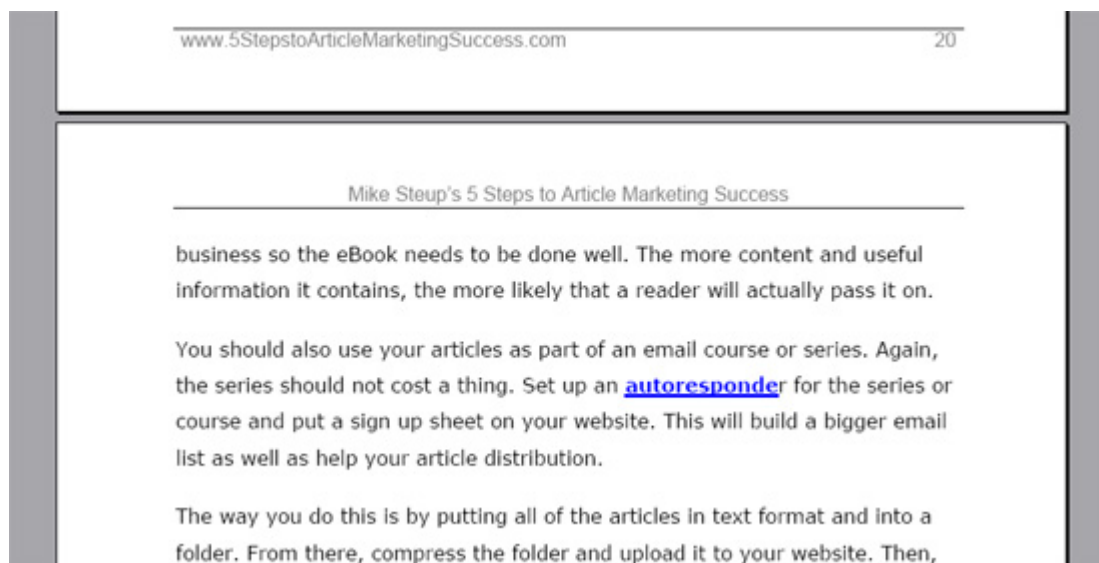 www.5StepstoArticleMarketingSuccess.com 20
Mike Steup's 5 Steps to Article Marketing Success
business so the eBook needs to be done well. The more content and useful
information it contains, the more likely that a reader will actually pass it on.
You should also use your articles as part of an email course or series. Again,
the series should not cost a thing. Set up an autoresponder for the series or
course and put a sign up sheet on your website. This will build a bigger email
list as well as help your article distribution.
The way you do this is by putting all of the articles in text format and into a
folder. From there, compress the folder and upload it to your website. Then,